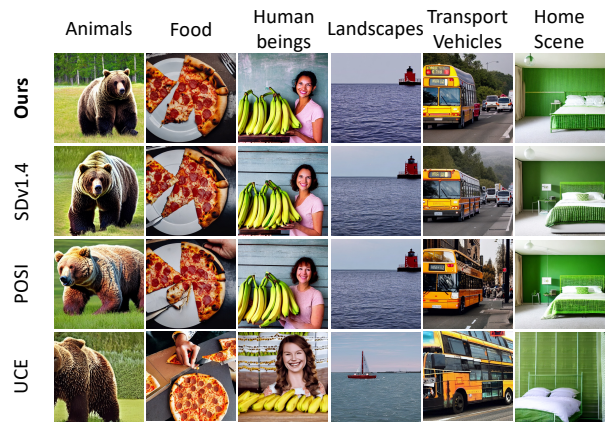 Animals
Food
Human
beings
Landscapes
Transport
Vehicles
Home
Scene
Ours
SDv1.4
POSI
UCE